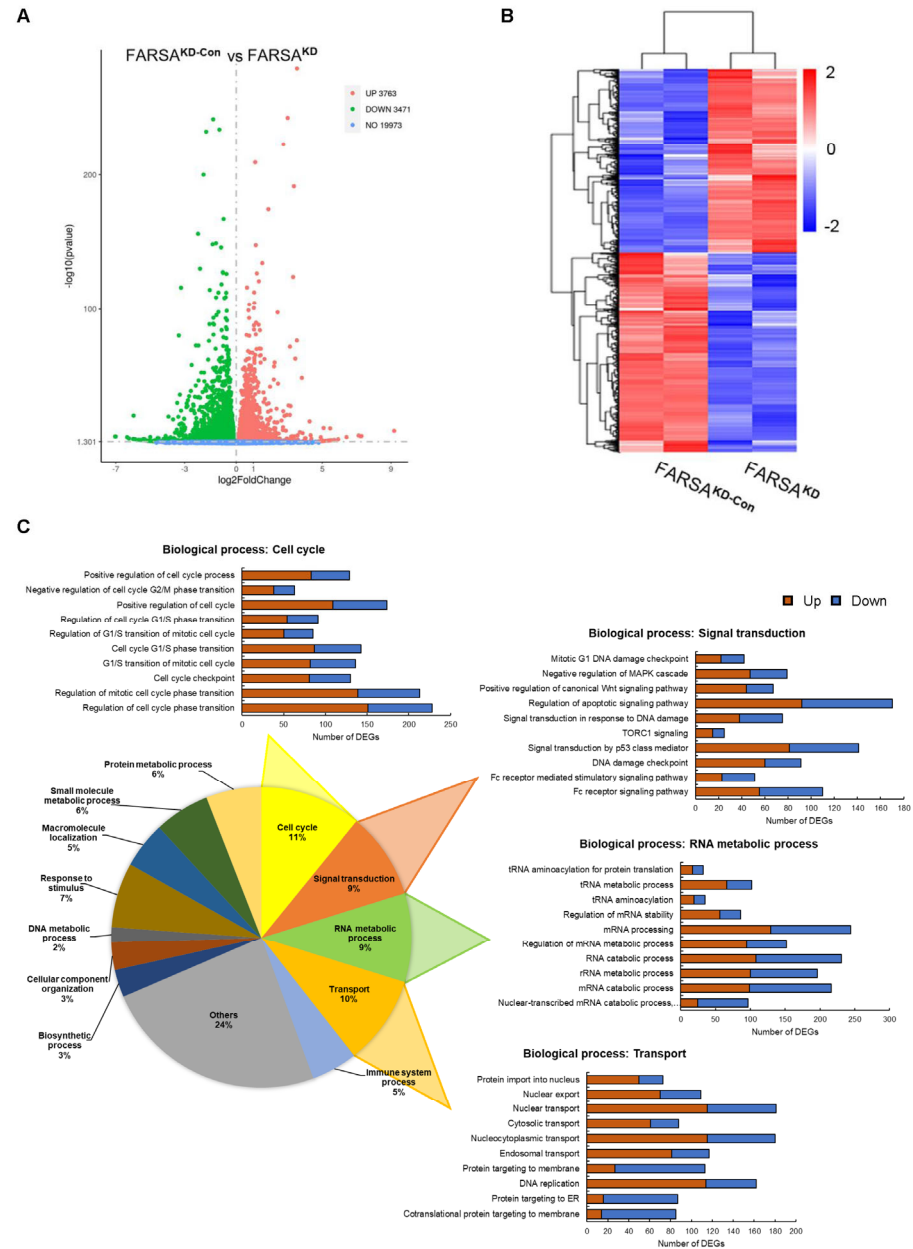 A
FARSAKD-Con vs FARSAKD
UP 3763
DOWN 3471
NO 19973
-log10(pvalue)
200
100
1.301
-7
-3
0
1
5
9
log2FoldChange
B
2
0
-2
FARSAKD-Con
FARSAKD
C
Biological process: Cell cycle
Positive regulation of cell cycle process
Negative regulation of cell cycle G2/M phase transition
Positive regulation of cell cycle
Regulation of cell cycle G1/S phase transition
Regulation of G1/S transition of mitotic cell cycle
Cell cycle G1/S phase transition
G1/S transition of mitotic cell cycle
Cell cycle checkpoint
Regulation of mitotic cell cycle phase transition
Regulation of cell cycle phase transition
0 50 100 150 200 250
Number of DEGs
Up Down
Biological process: Signal transduction
Mitotic G1 DNA damage checkpoint
Negative regulation of MAPK cascade
Positive regulation of canonical Wnt signaling pathway
Regulation of apoptotic signaling pathway
Signal transduction in response to DNA damage
TORC1 signaling
Signal transduction by p53 class mediator
DNA damage checkpoint
Fc receptor mediated stimulatory signaling pathway
Fc receptor signaling pathway
0 20 40 60 80 100 120 140 160 180
Number of DEGs
Protein metabolic process
6%
Small molecule
metabolic process
6%
Macromolecule
localization
5%
Response to
stimulus
7%
DNA metabolic
process
2%
Cellular component
organization
3%
Biosynthetic
process
3%
Others
24%
Immune system
process
5%
Transport
10%
RNA metabolic
process
9%
Signal transduction
9%
Cell cycle
11%
Biological process: RNA metabolic process
tRNA aminoacylation for protein translation
tRNA metabolic process
tRNA aminoacylation
Regulation of mRNA stability
mRNA processing
Regulation of mRNA metabolic process
RNA catabolic process
rRNA metabolic process
mRNA catabolic process
Nuclear-transcribed mRNA catabolic process,...
0 50 100 150 200 250 300
Number of DEGs
Biological process: Transport
Protein import into nucleus
Nuclear export
Nuclear transport
Cytosolic transport
Nucleocytoplasmic transport
Endosomal transport
Protein targeting to membrane
DNA replication
Protein targeting to ER
Cotranslational protein targeting to membrane
0 20 40 60 80 100 120 140 160 180 200
Number of DEGs